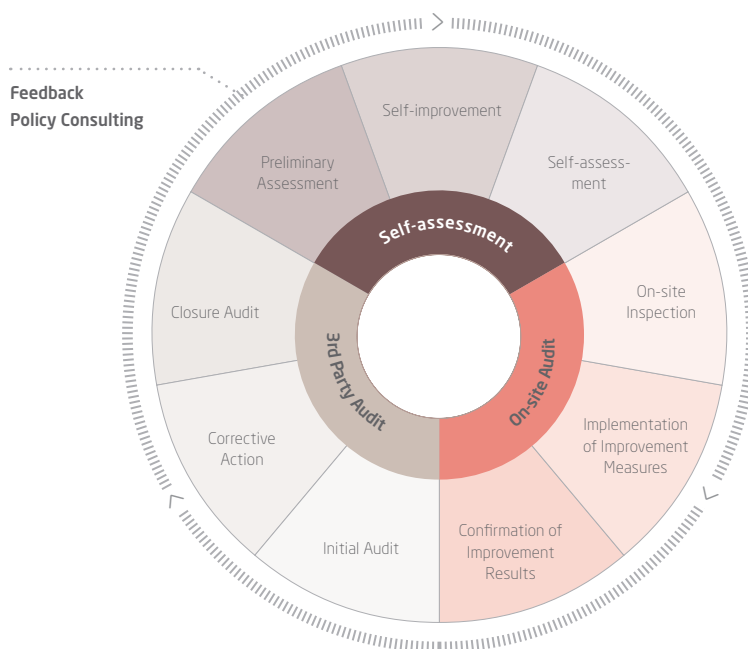 Feedback
Policy Consulting
Preliminary
Assessment
Self-improvement
Self-assess-
ment
On-site
Inspection
Implementation
of Improvement
Measures
Confirmation of
Improvement
Results
Initial Audit
Corrective
Action
Closure Audit
Self-assessment
On-site Audit
3rd Party Audit